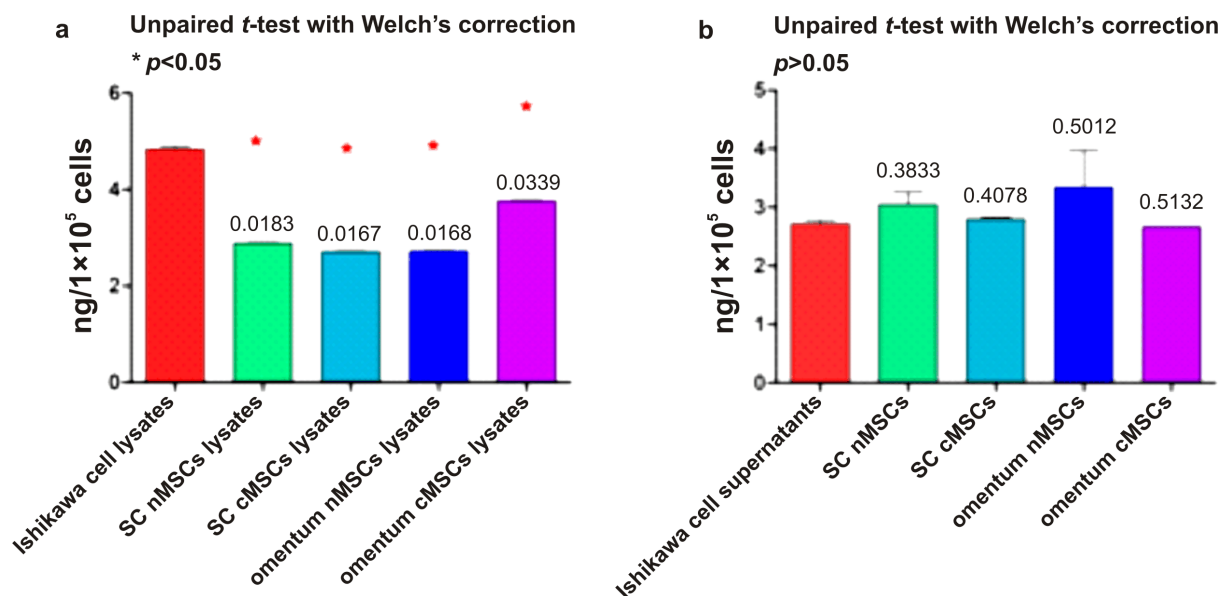 a Unpaired t-test with Welch's correction
* p<0.05
ng/1×10⁵ cells
6
4
2
0
0.0183
0.0167
0.0168
0.0339
Ishikawa cell lysates
SC nMSCs lysates
SC cMSCs lysates
omentum nMSCs lysates
omentum cMSCs lysates
b Unpaired t-test with Welch's correction
p>0.05
ng/1×10⁵ cells
5
4
3
2
1
0
0.3833
0.4078
0.5012
0.5132
Ishikawa cell supernatants
SC nMSCs
SC cMSCs
omentum nMSCs
omentum cMSCs